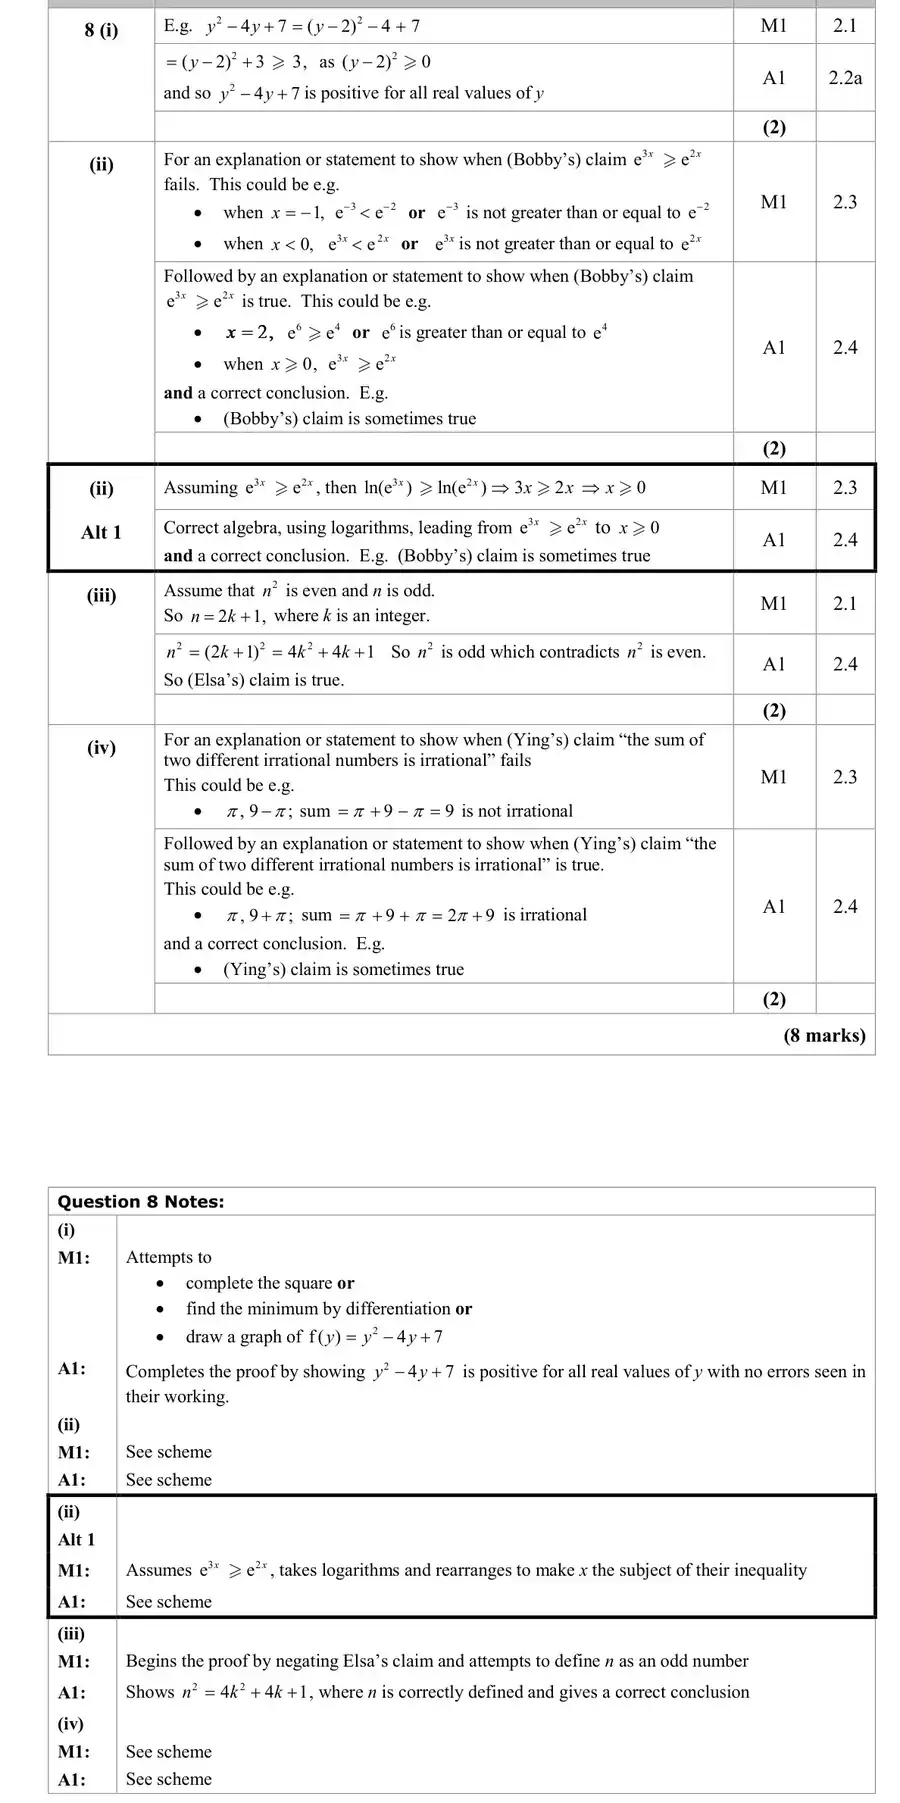 8 (i) E.g. y² − 4y + 7 = (y − 2)² − 4 + 7 M1 2.1
= (y − 2)² + 3 ⩾ 3, as (y − 2)² ⩾ 0
and so y² − 4y + 7 is positive for all real values of y A1 2.2a
(2)
(ii) For an explanation or statement to show when (Bobby's) claim e³ˣ ⩾ e²ˣ
fails. This could be e.g.
• when x = −1, e⁻³ < e⁻² or e⁻³ is not greater than or equal to e⁻² M1 2.3
• when x < 0, e³ˣ < e²ˣ or e³ˣ is not greater than or equal to e²ˣ
Followed by an explanation or statement to show when (Bobby's) claim
e³ˣ ⩾ e²ˣ is true. This could be e.g.
• x = 2, e⁶ ⩾ e⁴ or e⁶ is greater than or equal to e⁴ A1 2.4
• when x ⩾ 0, e³ˣ ⩾ e²ˣ
and a correct conclusion. E.g.
• (Bobby's) claim is sometimes true
(2)
(ii) Assuming e³ˣ ⩾ e²ˣ, then ln(e³ˣ) ⩾ ln(e²ˣ) ⇒ 3x ⩾ 2x ⇒ x ⩾ 0 M1 2.3
Alt 1 Correct algebra, using logarithms, leading from e³ˣ ⩾ e²ˣ to x ⩾ 0 A1 2.4
and a correct conclusion. E.g. (Bobby's) claim is sometimes true
(iii) Assume that n² is even and n is odd.
So n = 2k + 1, where k is an integer. M1 2.1
n² = (2k + 1)² = 4k² + 4k + 1 So n² is odd which contradicts n² is even. A1 2.4
So (Elsa's) claim is true.
(2)
(iv) For an explanation or statement to show when (Ying's) claim “the sum of
two different irrational numbers is irrational” fails
This could be e.g. M1 2.3
• π, 9 − π; sum = π + 9 − π = 9 is not irrational
Followed by an explanation or statement to show when (Ying's) claim “the
sum of two different irrational numbers is irrational” is true.
This could be e.g.
• π, 9 + π; sum = π + 9 + π = 2π + 9 is irrational A1 2.4
and a correct conclusion. E.g.
• (Ying's) claim is sometimes true
(2)
(8 marks)
Question 8 Notes:
(i)
M1: Attempts to
• complete the square or
• find the minimum by differentiation or
• draw a graph of f(y) = y² − 4y + 7
A1: Completes the proof by showing y² − 4y + 7 is positive for all real values of y with no errors seen in
their working.
(ii)
M1: See scheme
A1: See scheme
(ii)
Alt 1
M1: Assumes e³ˣ ⩾ e²ˣ, takes logarithms and rearranges to make x the subject of their inequality
A1: See scheme
(iii)
M1: Begins the proof by negating Elsa's claim and attempts to define n as an odd number
A1: Shows n² = 4k² + 4k + 1, where n is correctly defined and gives a correct conclusion
(iv)
M1: See scheme
A1: See scheme